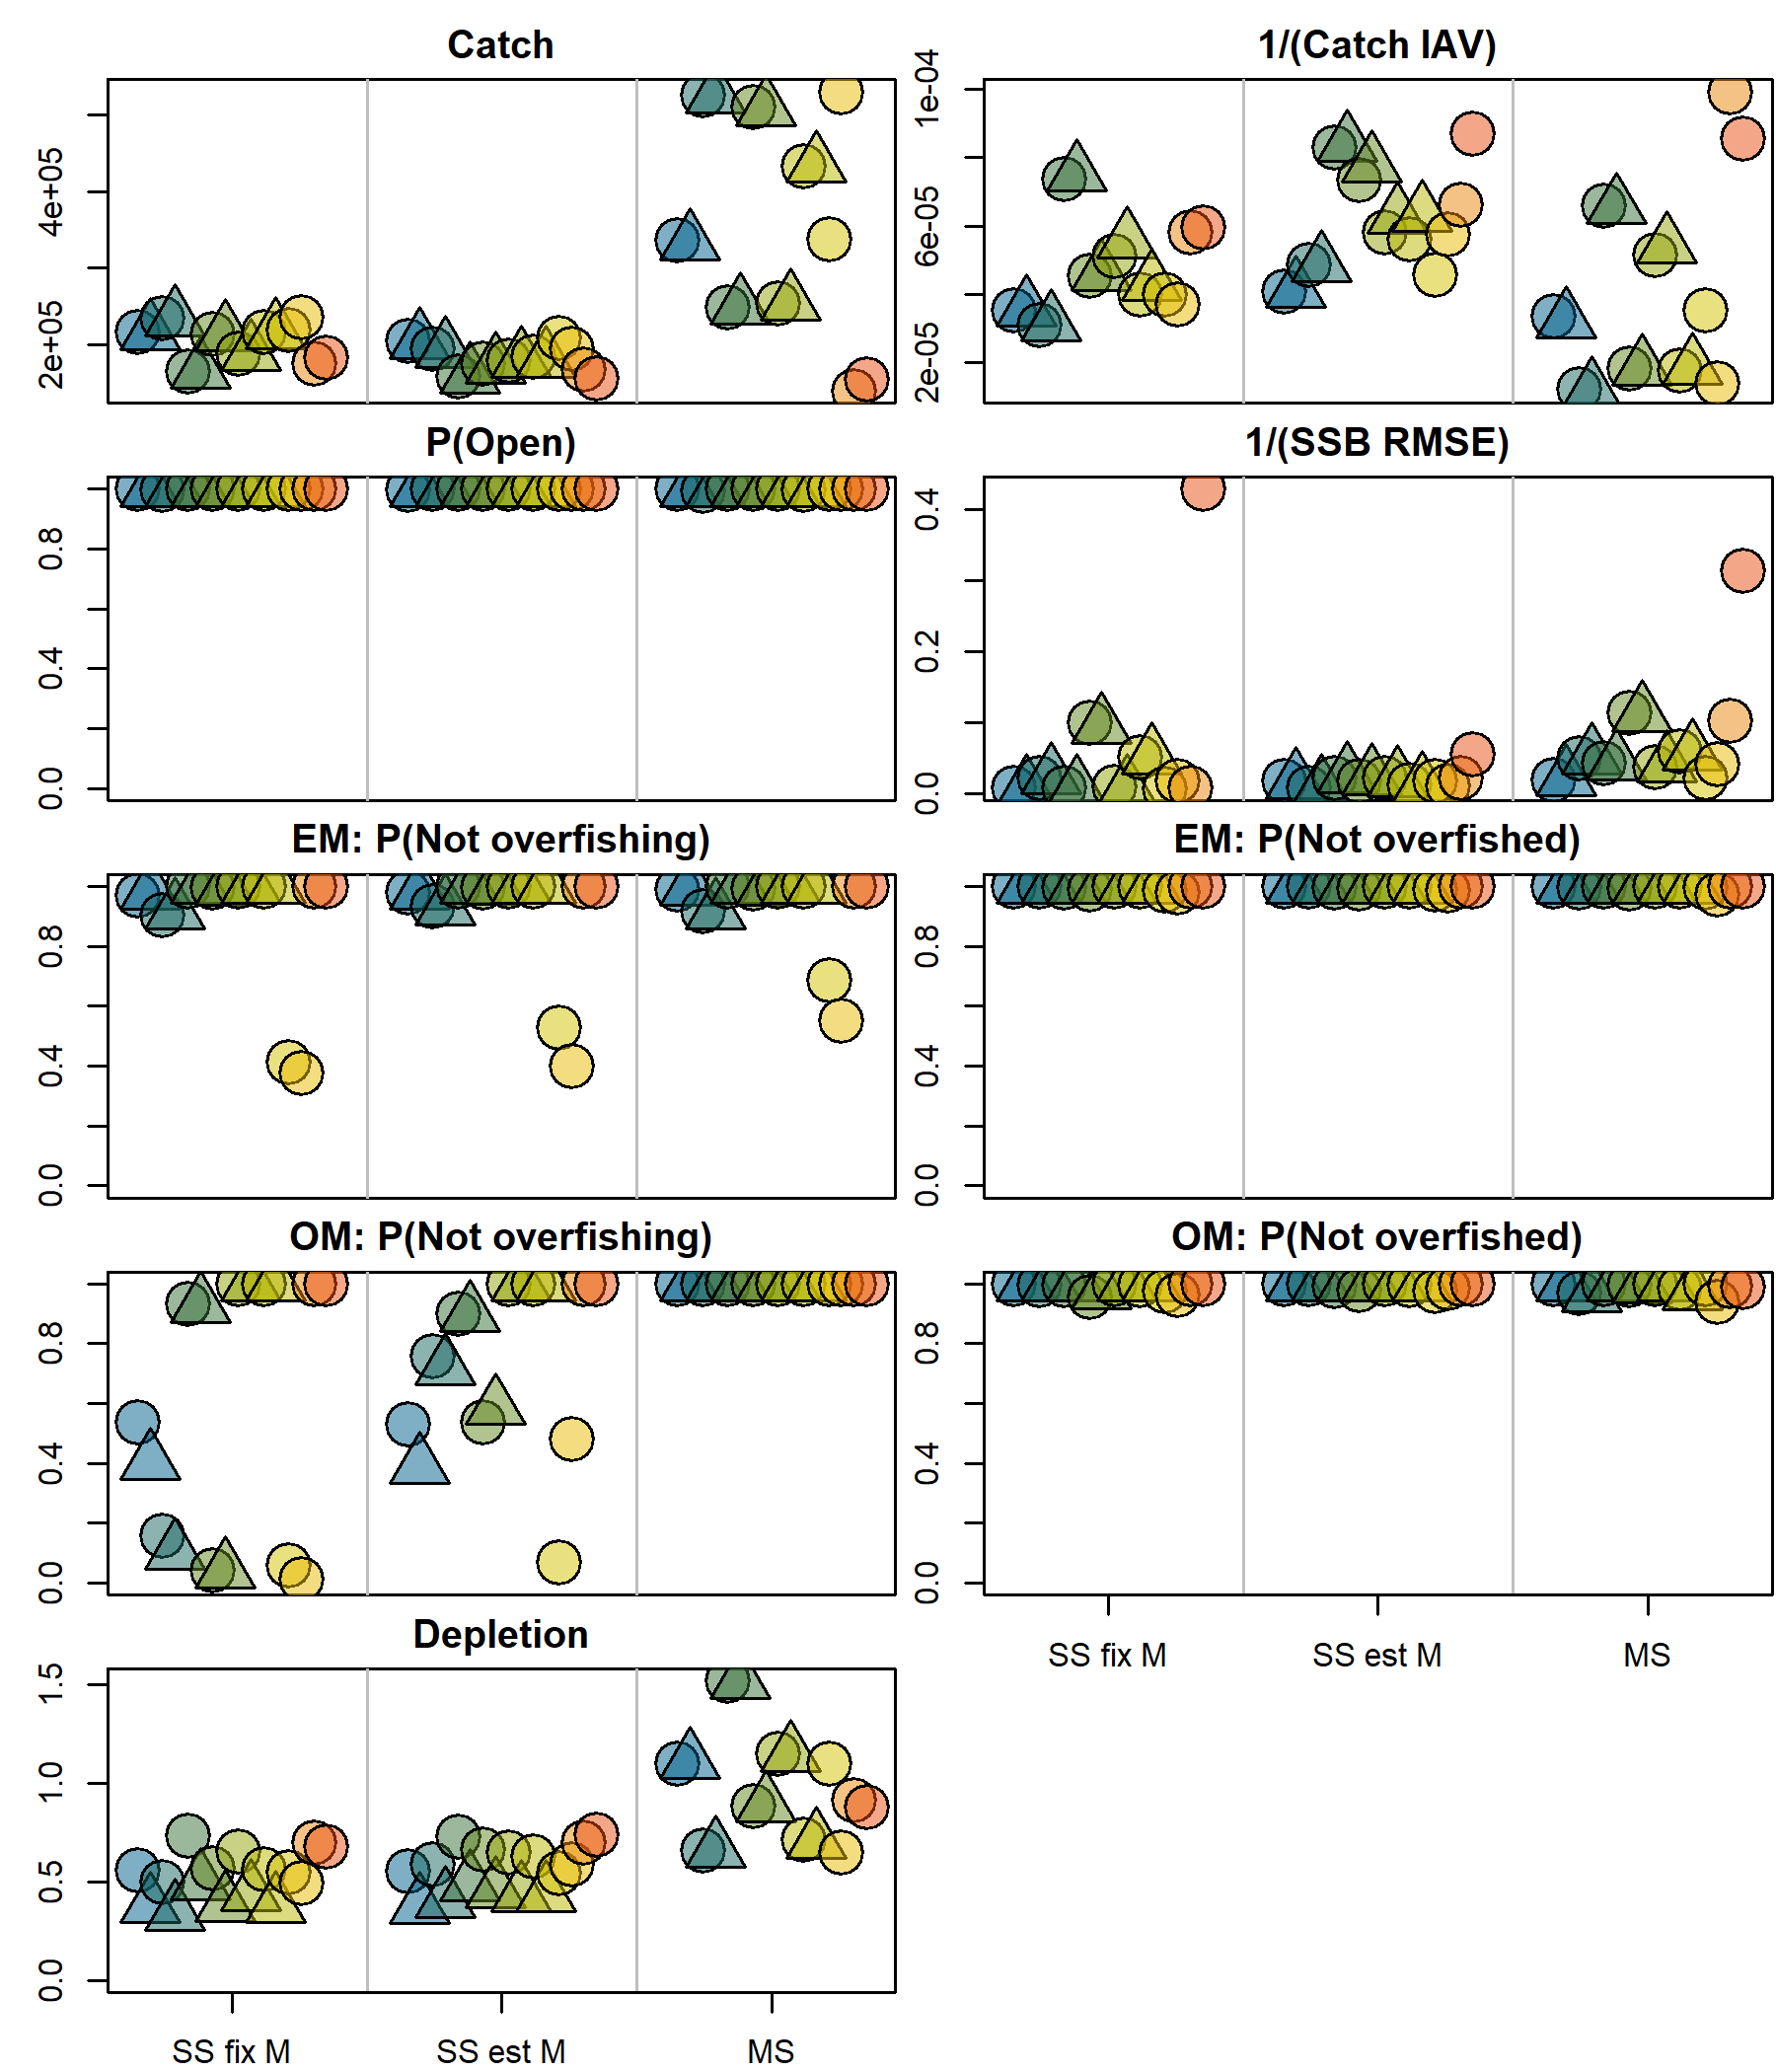 Catch
1/(Catch IAV)
4e+05
2e+05
1e-04
6e-05
2e-05
P(Open)
1/(SSB RMSE)
0.8
0.4
0.0
0.4
0.2
0.0
EM: P(Not overfishing)
EM: P(Not overfished)
0.8
0.4
0.0
0.8
0.4
0.0
OM: P(Not overfishing)
OM: P(Not overfished)
0.8
0.4
0.0
0.8
0.4
0.0
SS fix M
SS est M
MS
Depletion
1.5
1.0
0.5
0.0
SS fix M
SS est M
MS